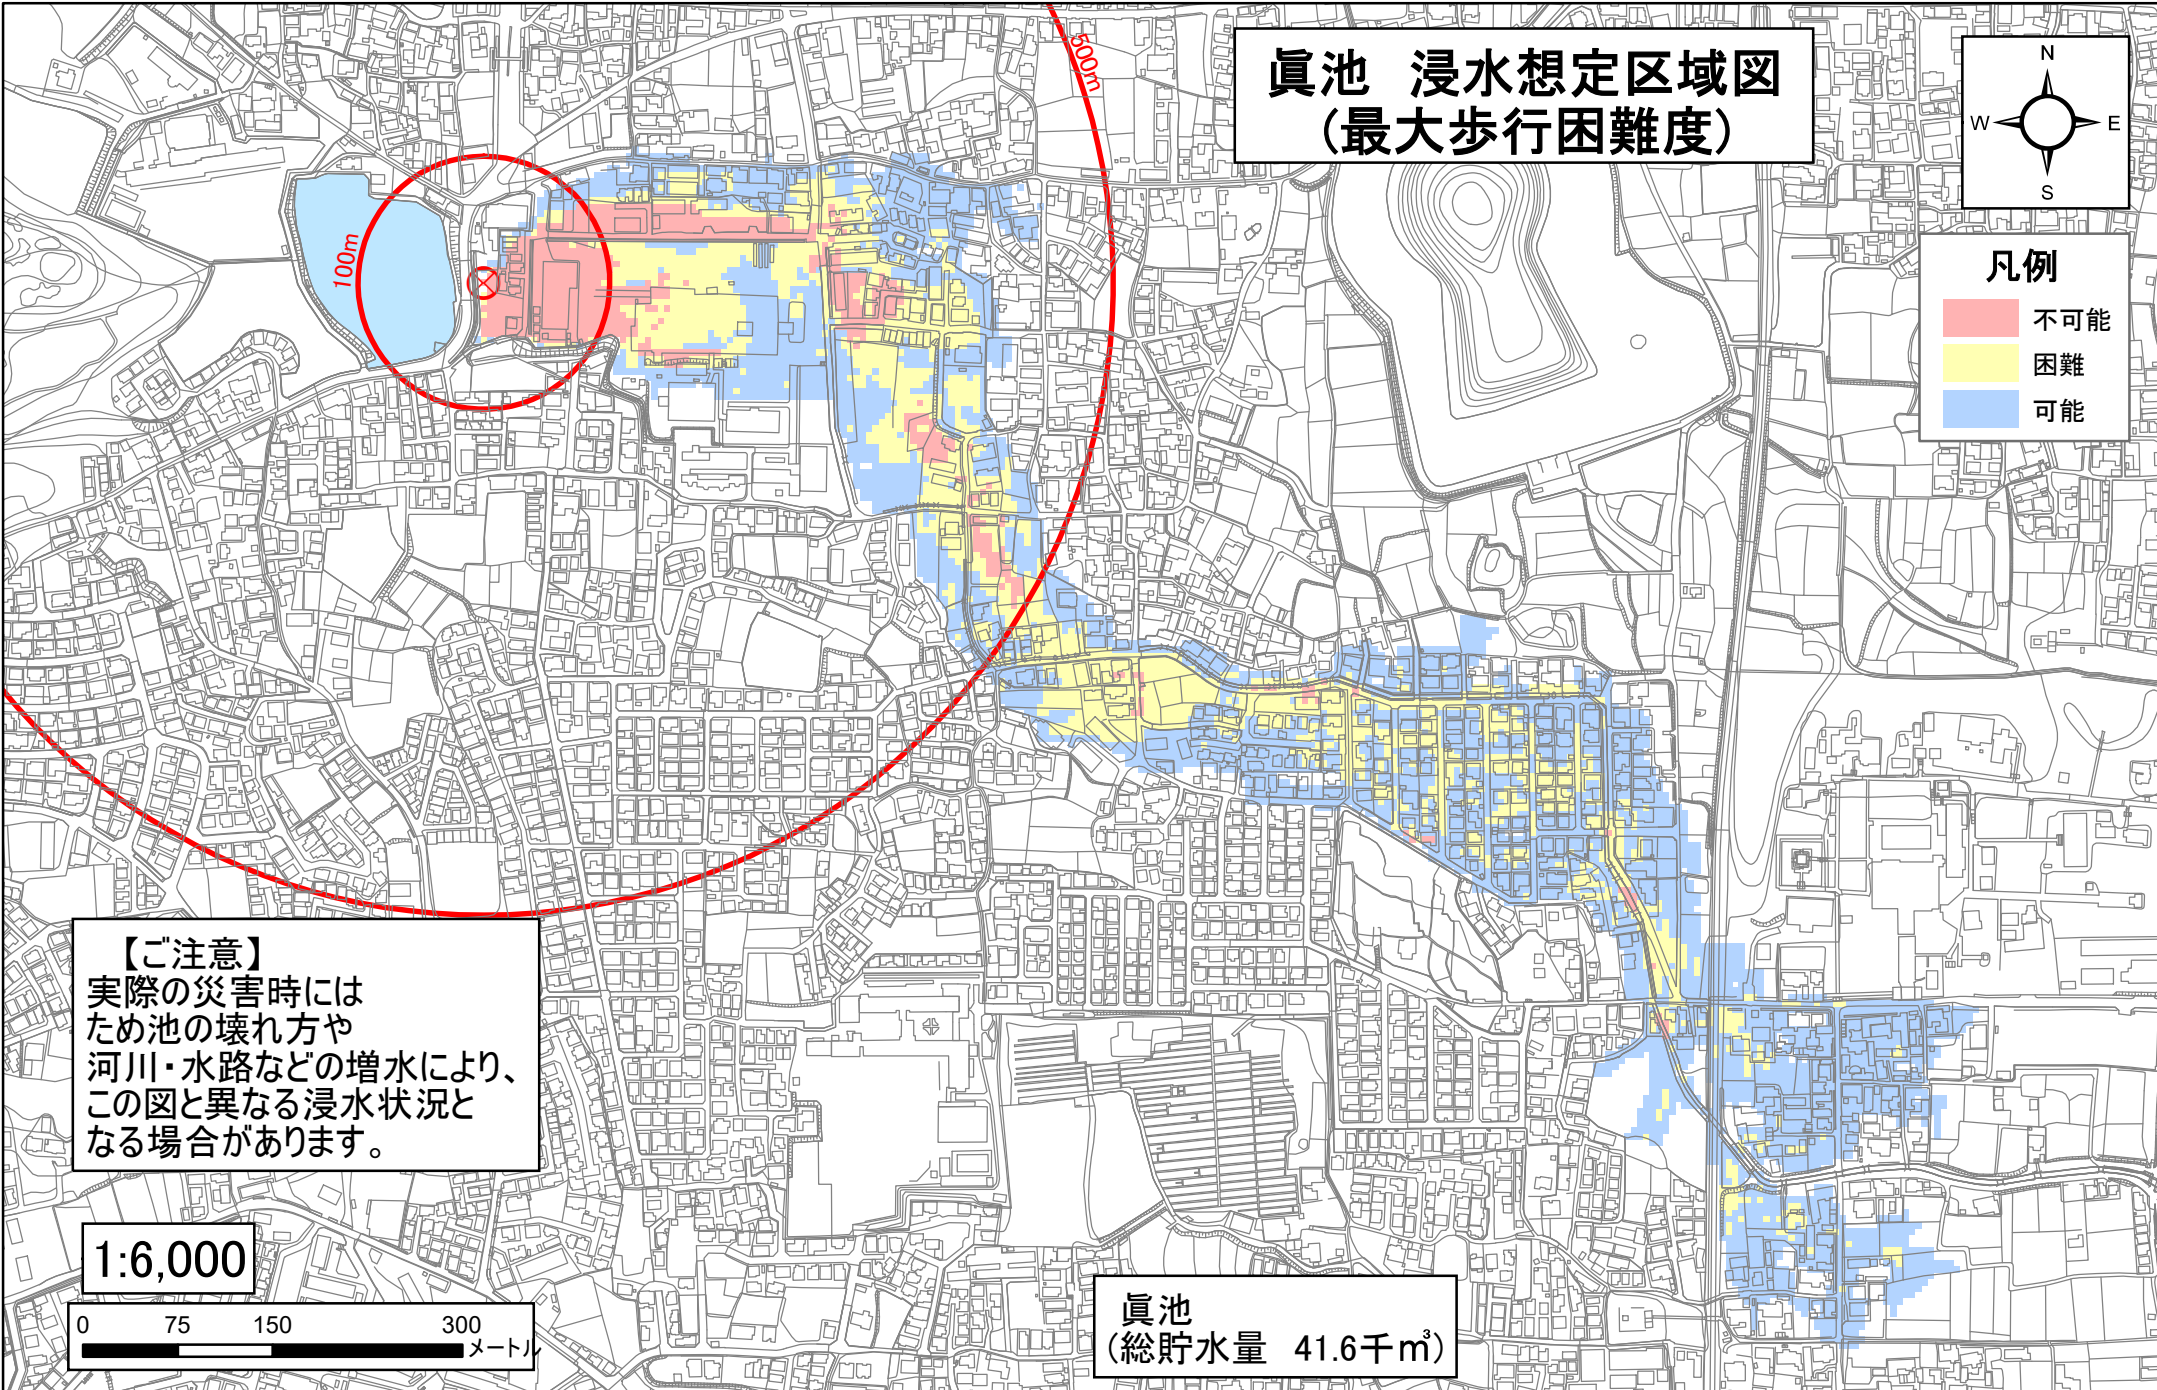 眞池　浸水想定区域図
（最大歩行困難度）
N
W
E
S
500m
100m
凡例
不可能
困難
可能
【ご注意】
実際の災害時には
ため池の壊れ方や
河川・水路などの増水により、
この図と異なる浸水状況と
なる場合があります。
1:6,000
0 75 150 300
メートル
眞池
（総貯水量　41.6千㎥）